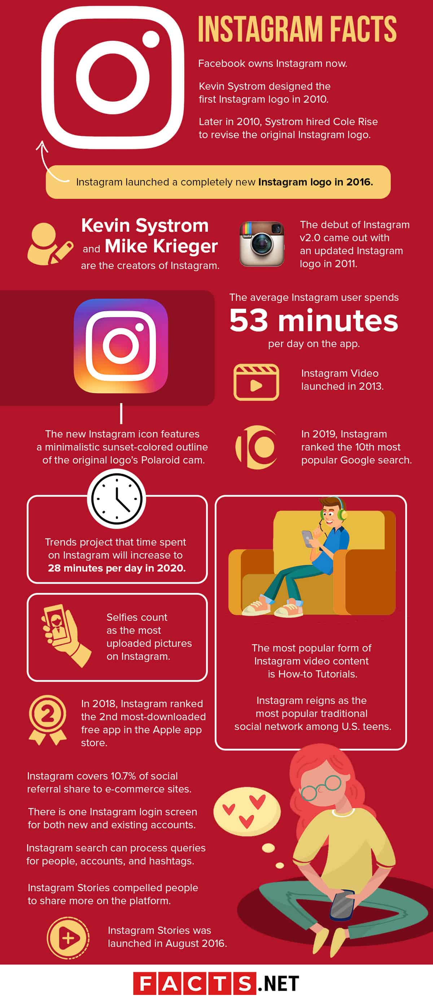 INSTAGRAM FACTS
Facebook owns Instagram now.
Kevin Systrom designed the
first Instagram logo in 2010.
Later in 2010, Systrom hired Cole Rise
to revise the original Instagram logo.
Instagram launched a completely new Instagram logo in 2016.
Kevin Systrom
and Mike Krieger
are the creators of Instagram.
Insta
The debut of Instagram
v2.0 came out with
an updated Instagram
logo in 2011.
The average Instagram user spends
53 minutes
per day on the app.
Instagram Video
launched in 2013.
The new Instagram icon features
a minimalistic sunset-colored outline
of the original logo's Polaroid cam.
10
In 2019, Instagram
ranked the 10th most
popular Google search.
Trends project that time spent
on Instagram will increase to
28 minutes per day in 2020.
Selfies count
as the most
uploaded pictures
on Instagram.
The most popular form of
Instagram video content
is How-to Tutorials.
Instagram reigns as the
most popular traditional
social network among U.S. teens.
2
In 2018, Instagram ranked
the 2nd most-downloaded
free app in the Apple app
store.
Instagram covers 10.7% of social
referral share to e-commerce sites.
There is one Instagram login screen
for both new and existing accounts.
Instagram search can process queries
for people, accounts, and hashtags.
Instagram Stories compelled people
to share more on the platform.
Instagram Stories was
launched in August 2016.
FACTS.NET